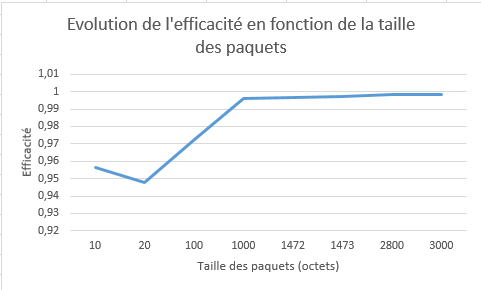 Evolution de l'efficacité en fonction de la taille
des paquets
1,01
1
0,99
0,98
0,97
0,96
0,95
0,94
0,93
0,92
Efficacité
10 20 100 1000 1472 1473 2800 3000
Taille des paquets (octets)